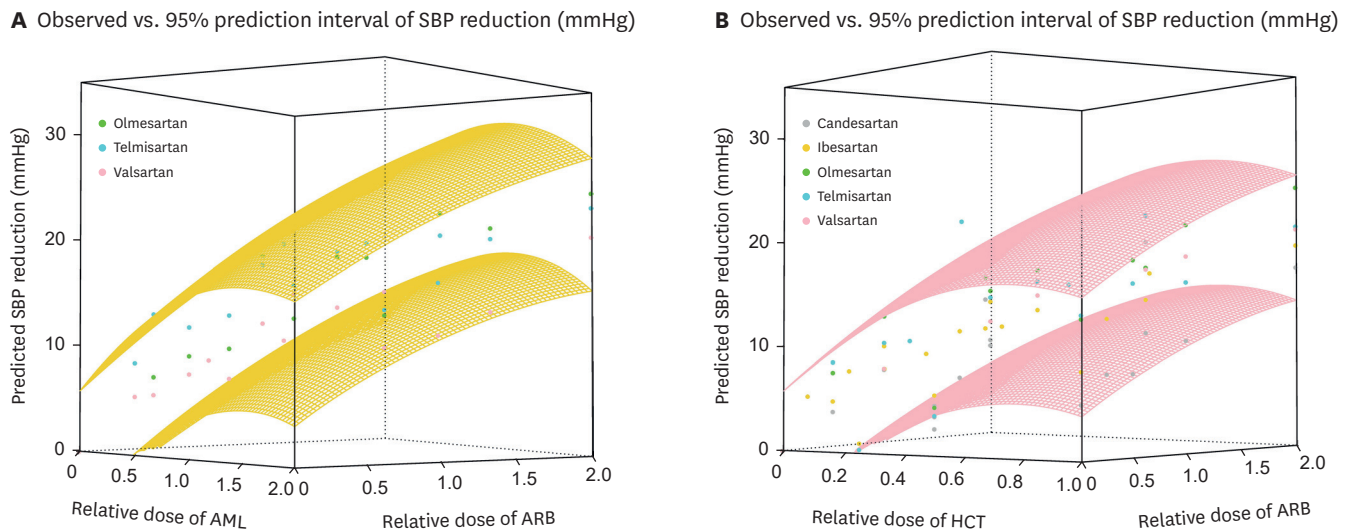 A Observed vs. 95% prediction interval of SBP reduction (mmHg)
Predicted SBP reduction (mmHg)
30
20
10
0
Olmesartan
Telmisartan
Valsartan
0
0.5
1.0
1.5
2.0
0
0.5
1.0
1.5
2.0
Relative dose of AML
Relative dose of ARB
B Observed vs. 95% prediction interval of SBP reduction (mmHg)
Predicted SBP reduction (mmHg)
30
20
10
0
Candesartan
Ibesartan
Olmesartan
Telmisartan
Valsartan
0
0.2
0.4
0.6
0.8
1.0
0
0.5
1.0
1.5
2.0
Relative dose of HCT
Relative dose of ARB